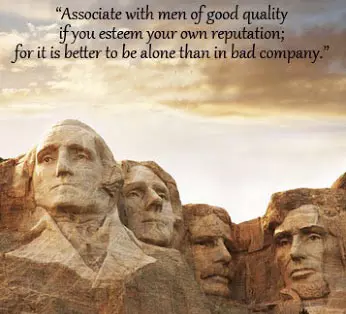 “Associate with men of good quality
if you esteem your own reputation;
for it is better to be alone than in bad company.”